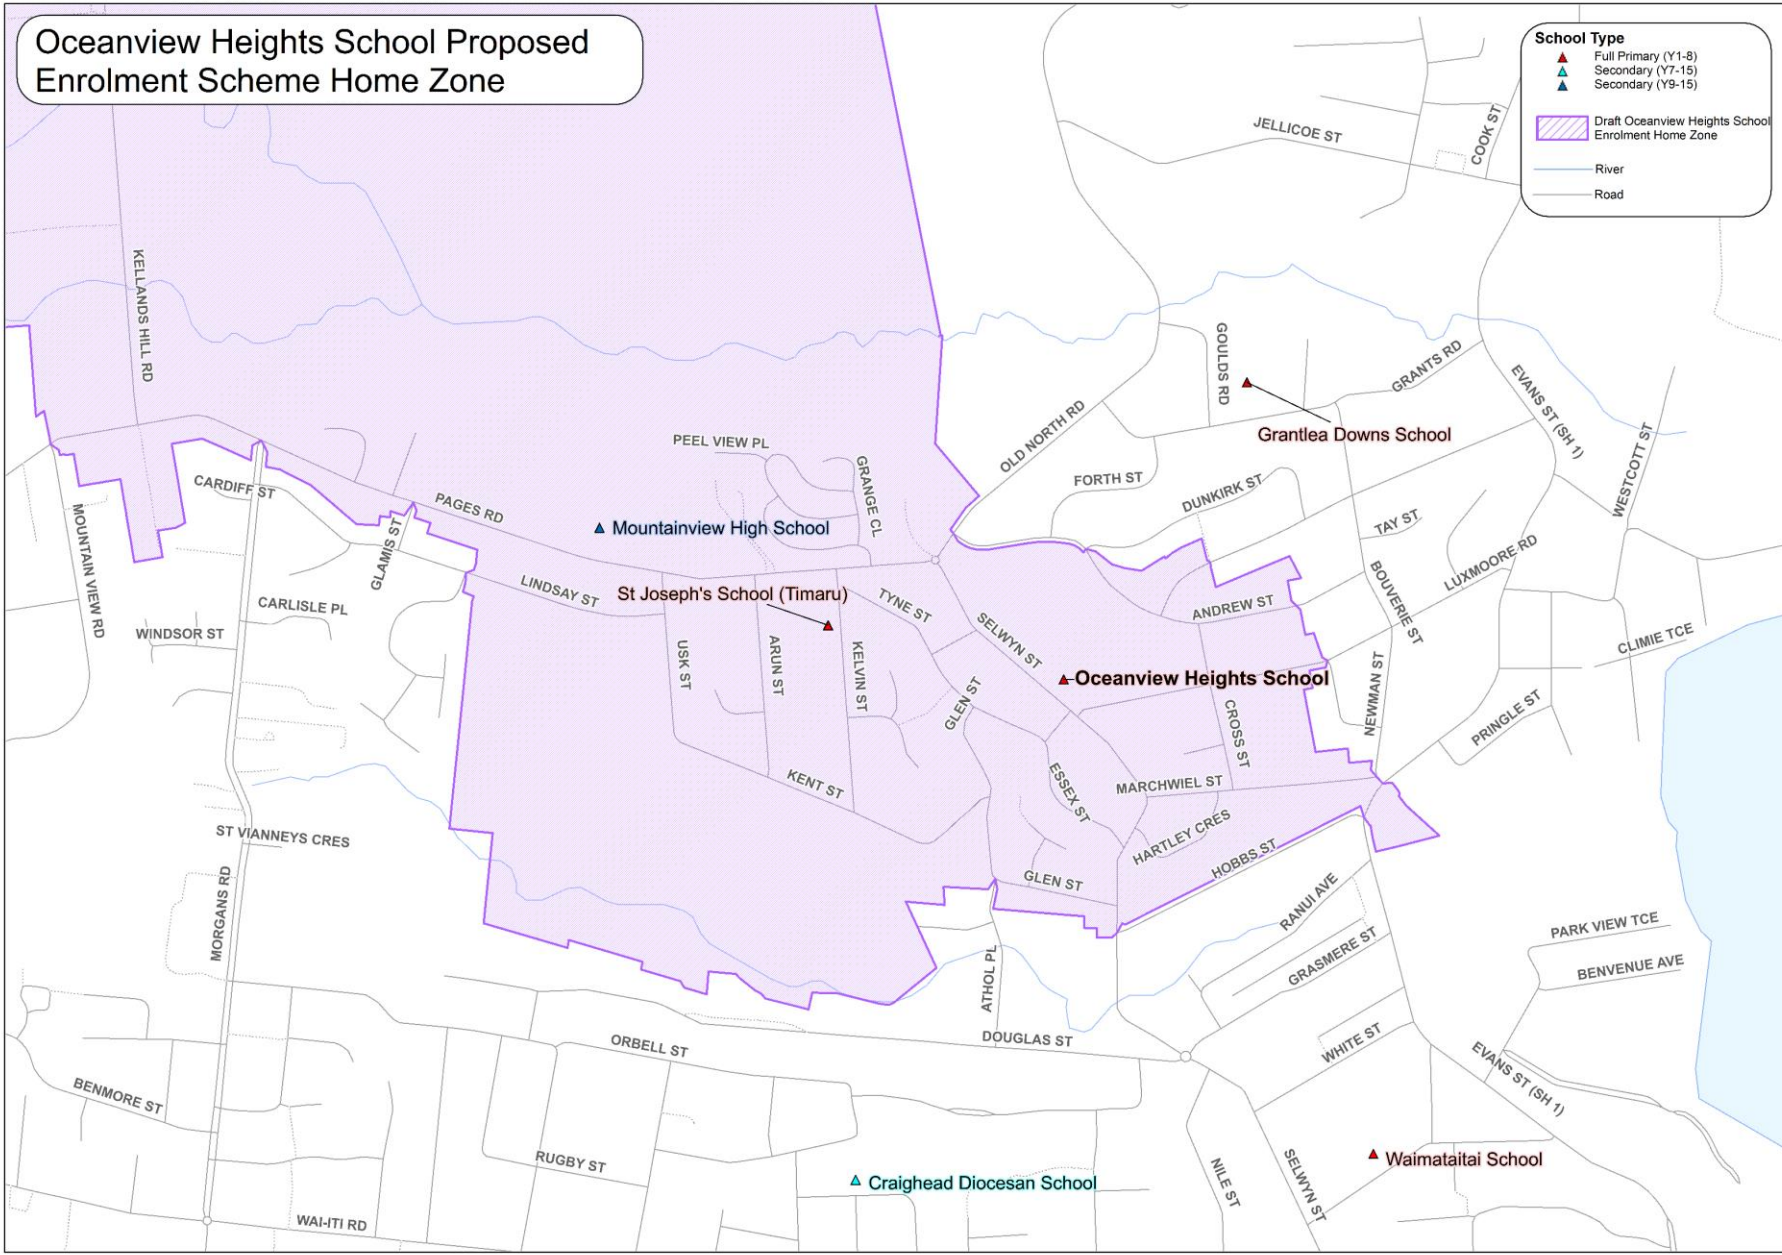 Oceanview Heights School Proposed
Enrolment Scheme Home Zone
School Type
Full Primary (Y1-8)
Secondary (Y7-15)
Secondary (Y9-15)
Draft Oceanview Heights School
Enrolment Home Zone
River
Road
JELLICOE ST
COOK ST
KELLANDS HILL RD
GOULDS RD
GRANTS RD
EVANS ST (SH 1)
WESTCOTT ST
OLD NORTH RD
Grantlea Downs School
PEEL VIEW PL
GRANGE CL
FORTH ST
DUNKIRK ST
CARDIFF ST
PAGES RD
MOUNTAIN VIEW RD
GLAMIS ST
Mountainview High School
TAY ST
LUXMOORE RD
BOUVERIE ST
LINDSAY ST
St Joseph's School (Timaru)
TYNE ST
SELWYN ST
ANDREW ST
CARLISLE PL
WINDSOR ST
CLIMIE TCE
USK ST
ARUN ST
KELVIN ST
Oceanview Heights School
GLEN ST
CROSS ST
NEWMAN ST
PRINGLE ST
KENT ST
ESSEX ST
MARCHWIEL ST
HARTLEY CRES
HOBBS ST
ST VIANNEYS CRES
MORGANS RD
GLEN ST
RANUI AVE
GRASMERE ST
PARK VIEW TCE
BENVENUE AVE
ATHOL PL
DOUGLAS ST
ORBELL ST
WHITE ST
EVANS ST (SH 1)
BENMORE ST
RUGBY ST
Craighead Diocesan School
NILE ST
SELWYN ST
Waimataitai School
WAI-ITI RD